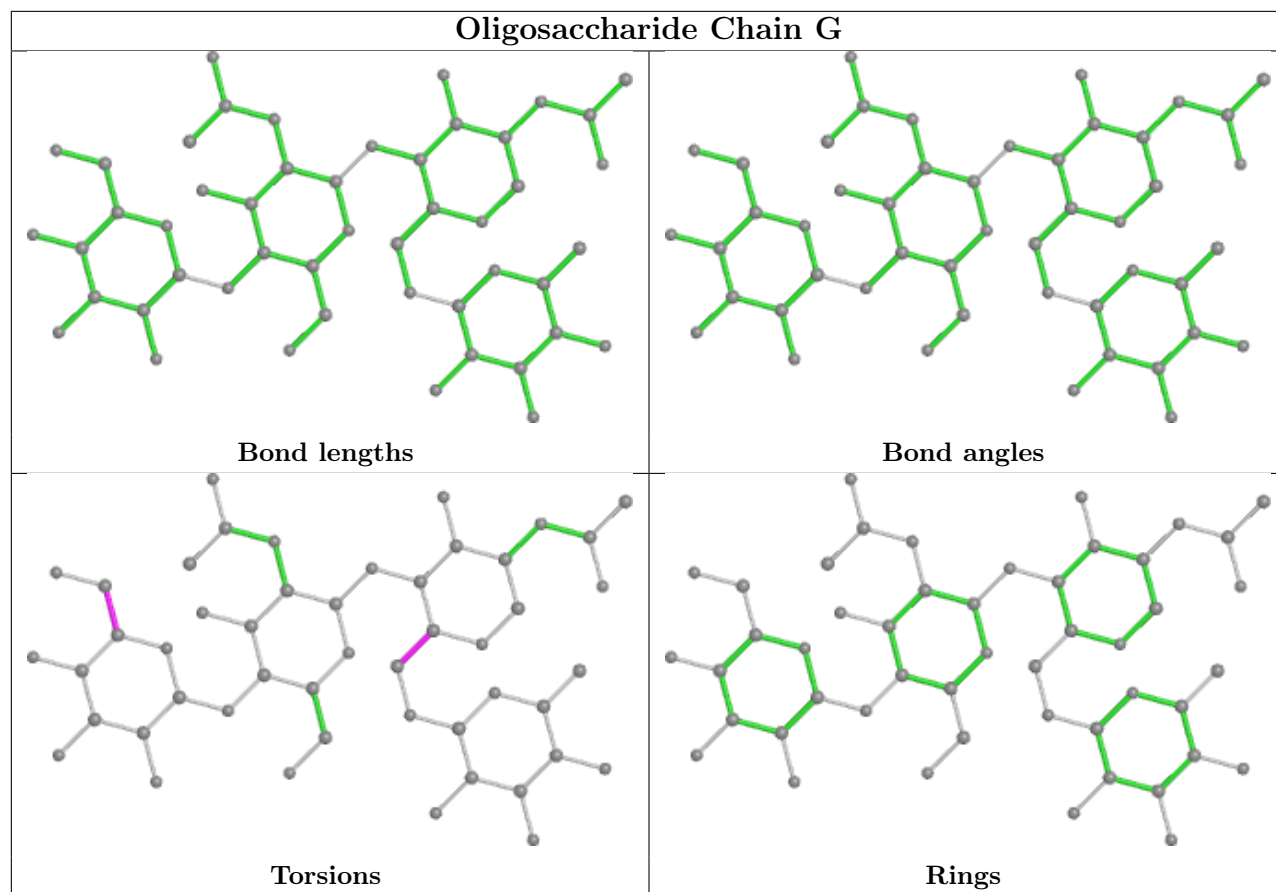 Oligosaccharide Chain G
Bond lengths
Bond angles
Torsions
Rings